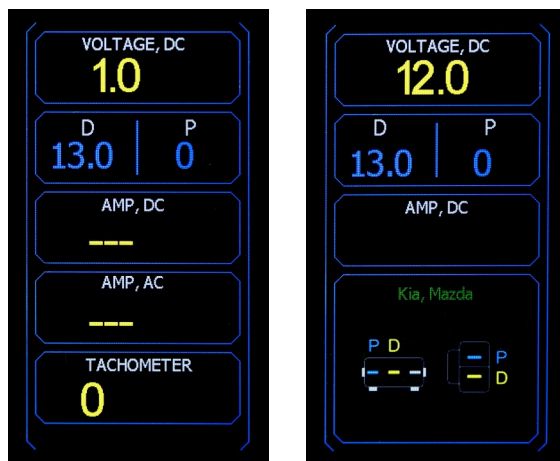 VOLTAGE, DC
1.0
D P
13.0 0
AMP, DC
---
AMP, AC
---
TACHOMETER
0
VOLTAGE, DC
12.0
D P
13.0 0
AMP, DC
Kia, Mazda
P D
P
D